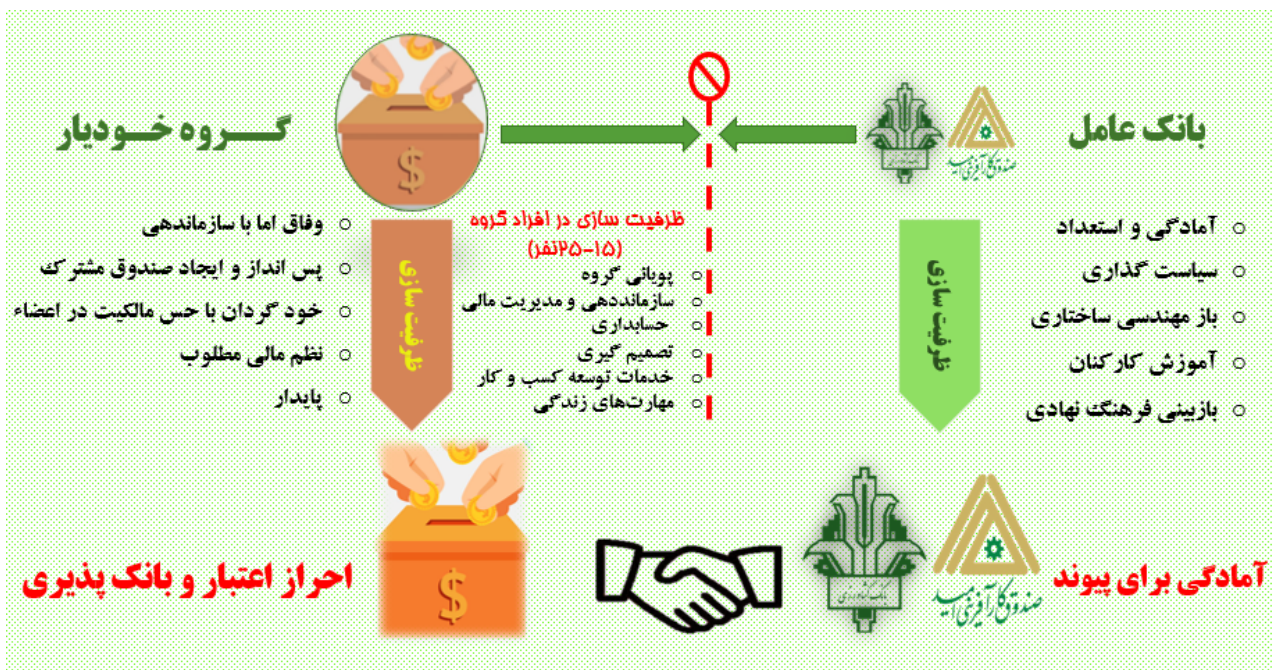 بانک عامل
گـــــروه خـــودیار
صندوق کارآفرینی امید
ظرفیت سازی
آمادگی و استعداد
سیاست گذاری
باز مهندسی ساختاری
آموزش کارکنان
بازبینی فرهنگ نهادی
ظرفیت سازی در افراد گروه
(۱۵-۲۵نفر)
پویائی گروه
سازماندهی و مدیریت مالی
حسابداری
تصمیم گیری
خدمات توسعه کسب و کار
مهارت‌های زندگی
ظرفیت سازی
وفاق اما با سازماندهی
پس انداز و ایجاد صندوق مشترک
خود گردان با حس مالکیت در اعضاء
نظم مالی مطلوب
پایدار
$
آمادگی برای پیوند
صندوق کارآفرینی امید
بانک کشاورزی
$
احراز اعتبار و بانک پذیری